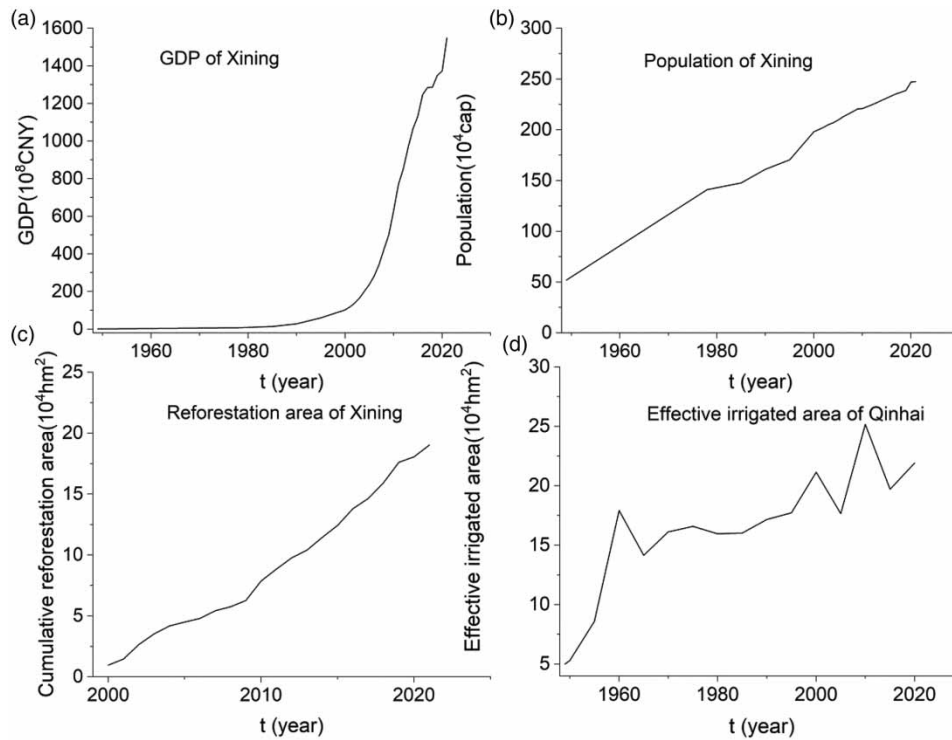 (a)
1600
1400
1200
1000
800
600
400
200
0
GDP(10⁸CNY)
GDP of Xining
1960
1980
2000
2020
t (year)
(b)
300
250
200
150
100
50
0
Population(10⁴cap)
Population of Xining
1960
1980
2000
2020
t (year)
(c)
25
20
15
10
5
0
Cumulative reforestation area(10⁴hm²)
Reforestation area of Xining
2000
2010
2020
t (year)
(d)
30
25
20
15
10
5
Effective irrigated area(10⁴hm²)
Effective irrigated area of Qinhai
1960
1980
2000
2020
t (year)